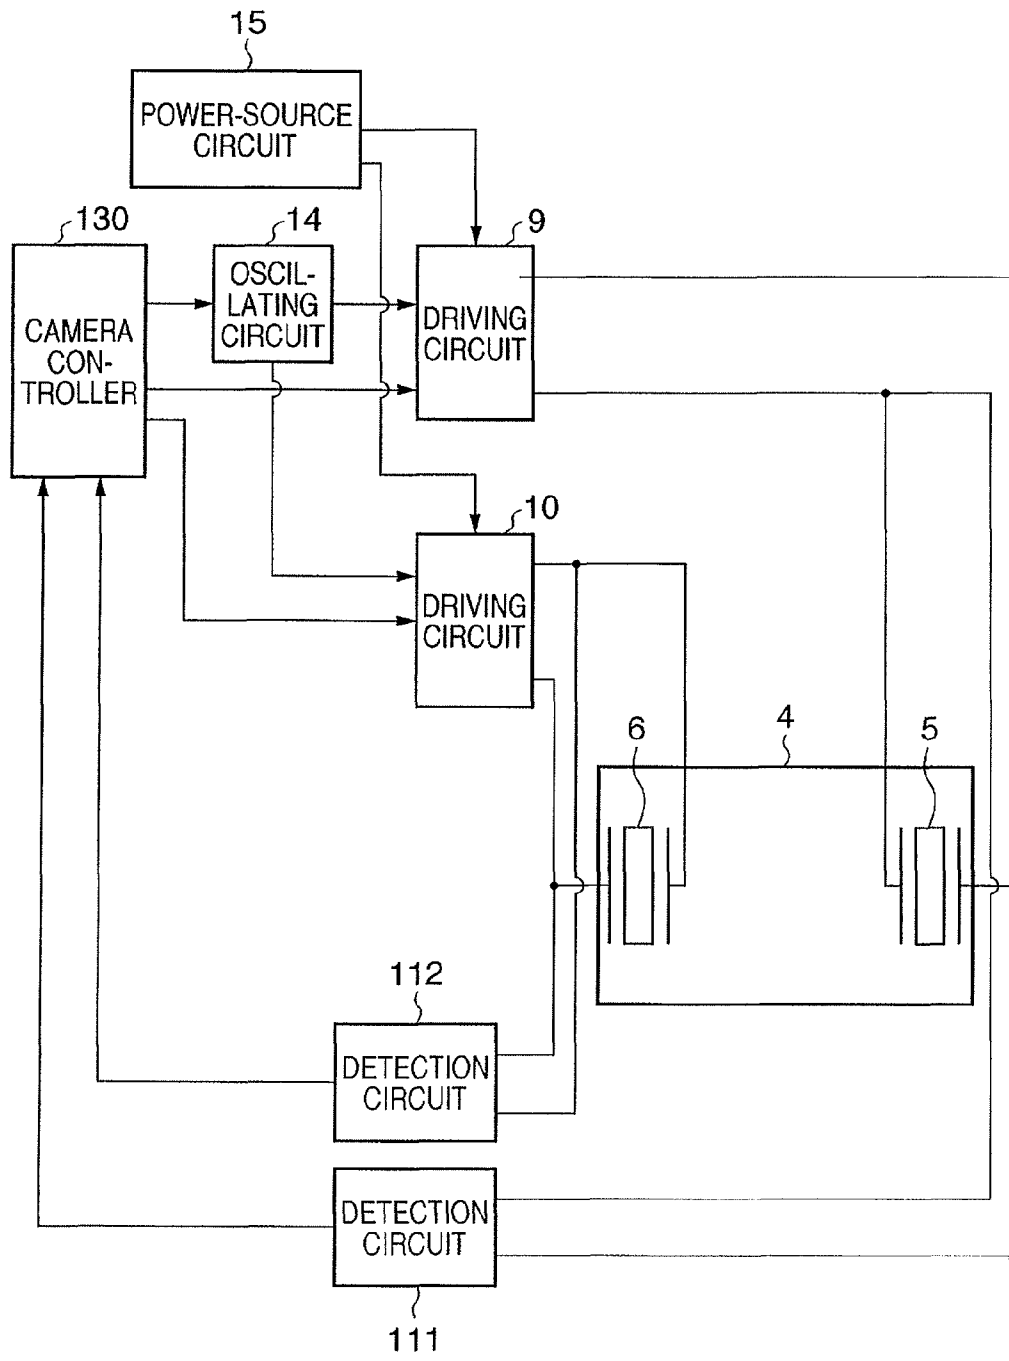 15
POWER-SOURCE
CIRCUIT
130
14
9
OSCIL-
LATING
CIRCUIT
CAMERA
CON-
TROLLER
DRIVING
CIRCUIT
10
DRIVING
CIRCUIT
6
4
5
112
DETECTION
CIRCUIT
DETECTION
CIRCUIT
111